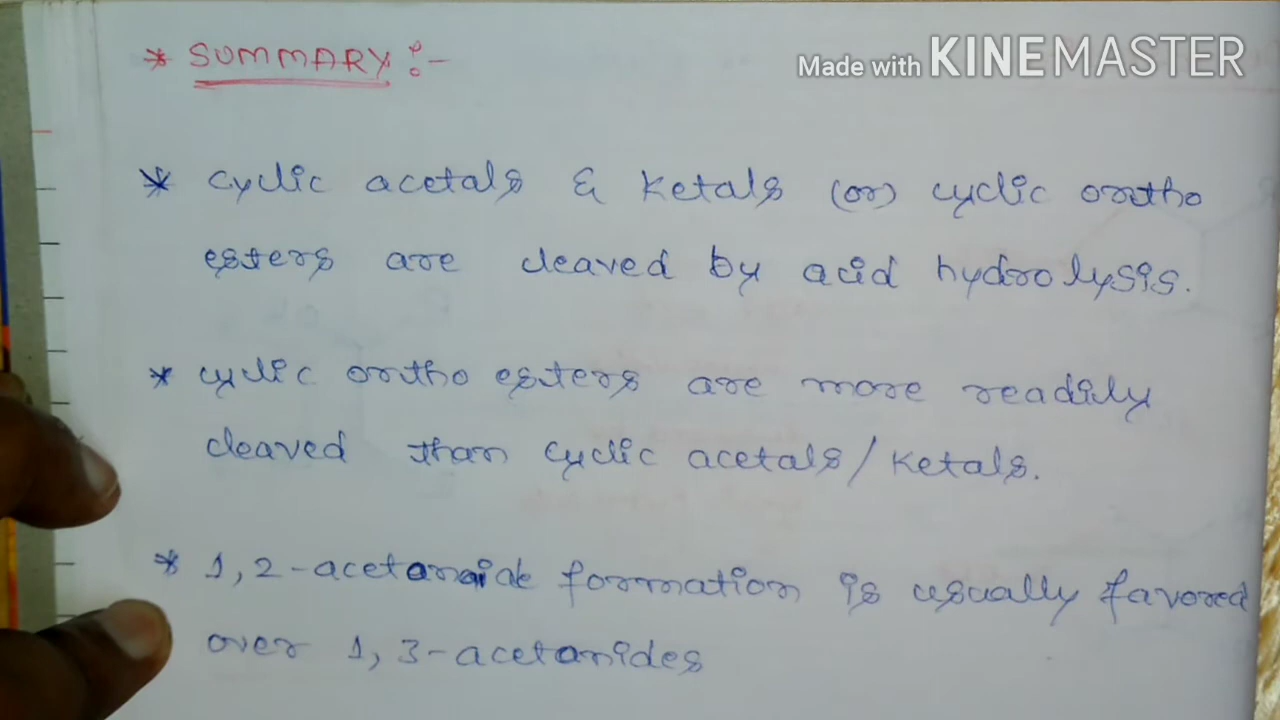 * SUMMARY :-
Made with KINEMASTER
* cyclic acetals & Ketals (or) cyclic ortho
esters are cleaved by acid hydrolysis.
* cyclic ortho esters are more readily
cleaved than cyclic acetals/Ketals.
* 1,2-acetonide formation is usually favored
over 1,3-acetonides